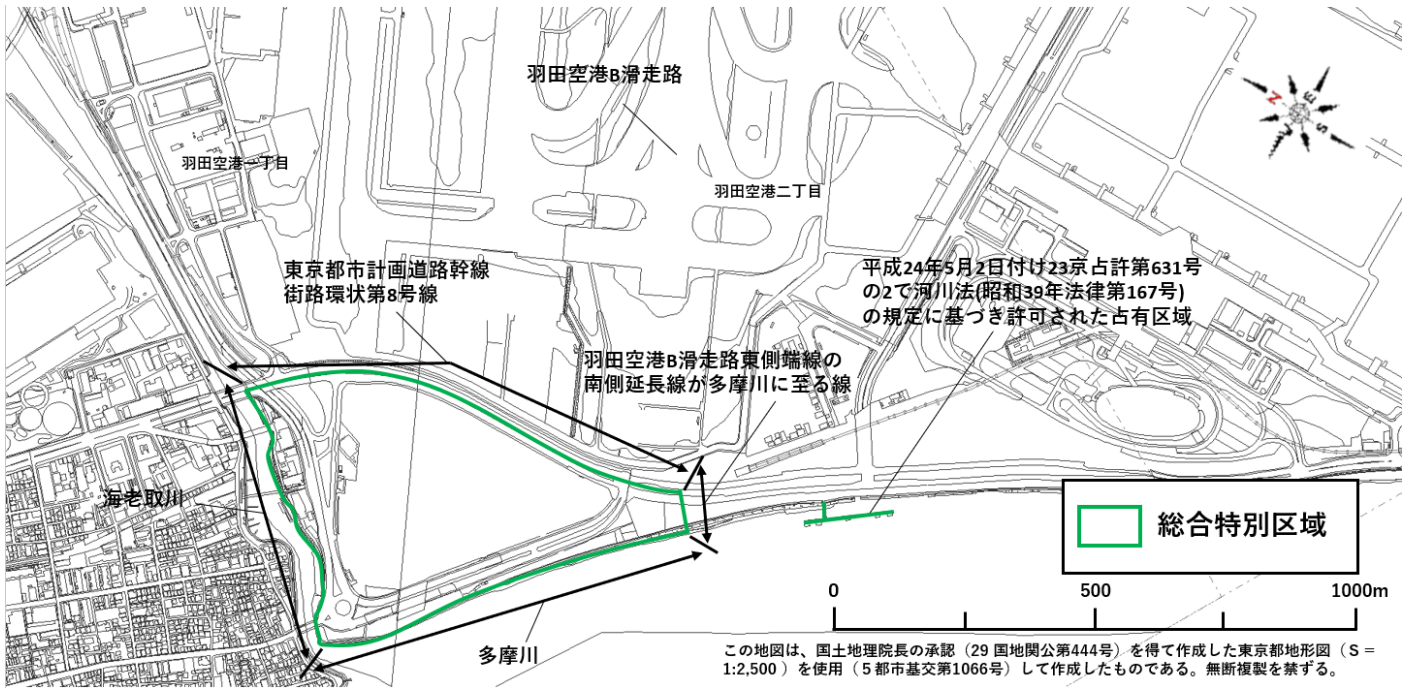 羽田空港B滑走路
羽田空港一丁目
羽田空港二丁目
東京都市計画道路幹線
街路環状第8号線
平成24年5月2日付け23京占許第631号
の2で河川法(昭和39年法律第167号)
の規定に基づき許可された占有区域
羽田空港B滑走路東側端線の
南側延長線が多摩川に至る線
海老取川
多摩川
総合特別区域
0 500 1000m
この地図は、国土地理院長の承認（29 国地関公第444号）を得て作成した東京都地形図（S＝
1:2,500 ）を使用（５都市基交第1066号）して作成したものである。無断複製を禁ずる。
N
E
S
W